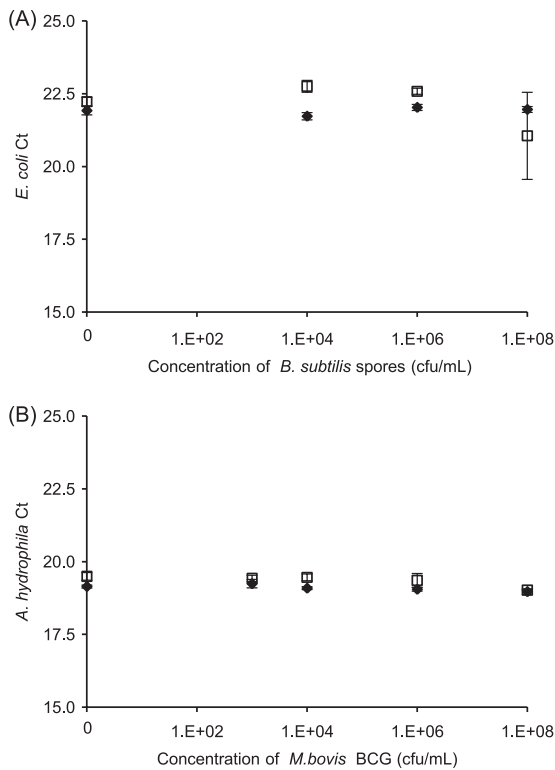 (A)
25.0
22.5
20.0
17.5
15.0
E. coli Ct
0 1.E+02 1.E+04 1.E+06 1.E+08
Concentration of B. subtilis spores (cfu/mL)
(B)
25.0
22.5
20.0
17.5
15.0
A. hydrophila Ct
0 1.E+02 1.E+04 1.E+06 1.E+08
Concentration of M.bovis BCG (cfu/mL)